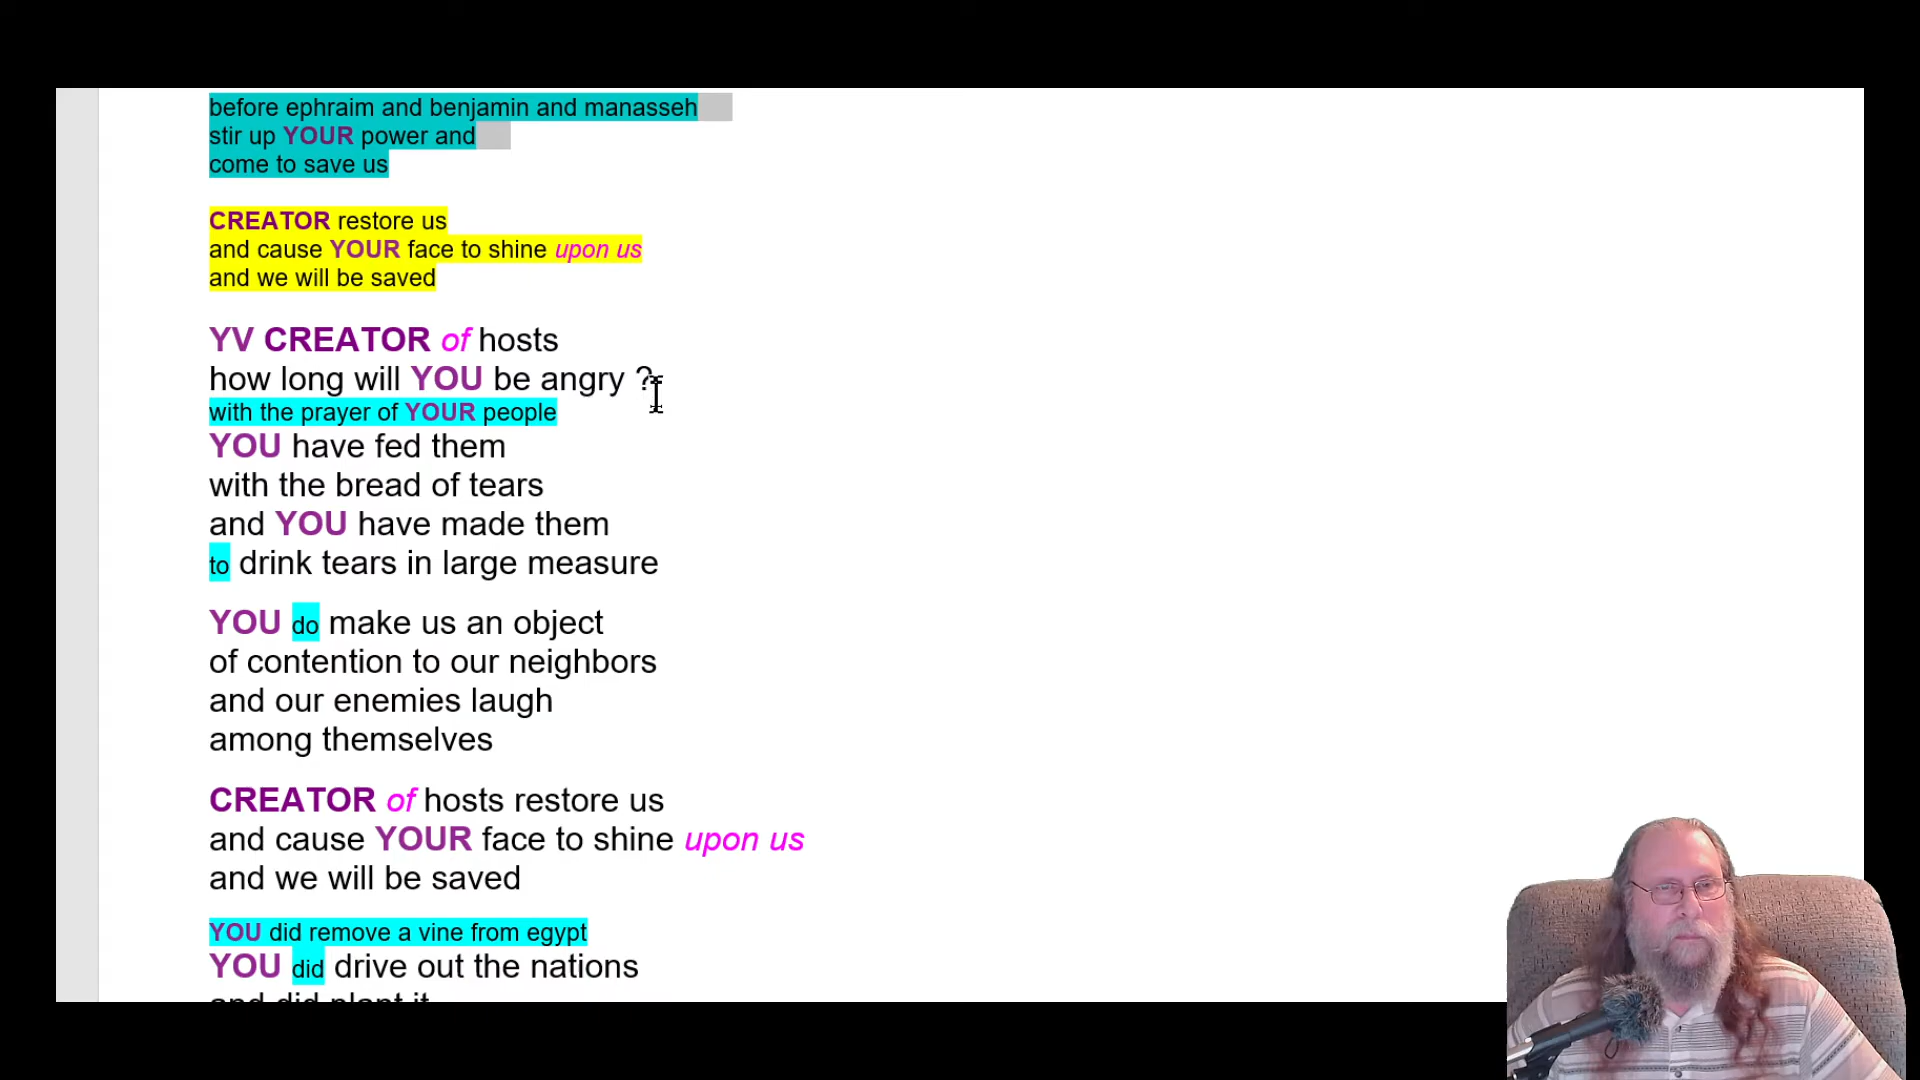 before ephraim and benjamin and manasseh
stir up YOUR power and
come to save us
CREATOR restore us
and cause YOUR face to shine upon us
and we will be saved
YV CREATOR of hosts
how long will YOU be angry ?
with the prayer of YOUR people
YOU have fed them
with the bread of tears
and YOU have made them
to drink tears in large measure
YOU do make us an object
of contention to our neighbors
and our enemies laugh
among themselves
CREATOR of hosts restore us
and cause YOUR face to shine upon us
and we will be saved
YOU did remove a vine from egypt
YOU did drive out the nations
and did plant it